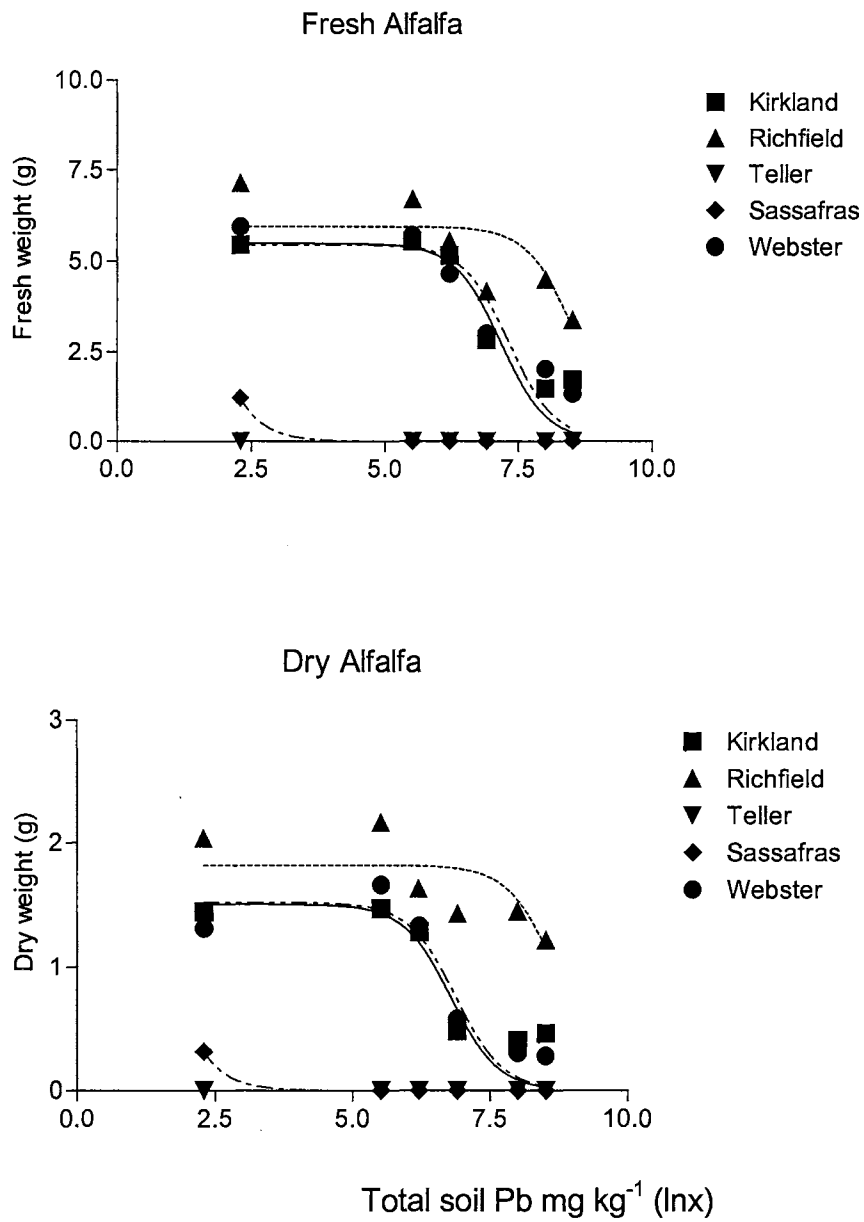 Fresh Alfalfa
Fresh weight (g)
10.0
7.5
5.0
2.5
0.0
0.0 2.5 5.0 7.5 10.0
Kirkland
Richfield
Teller
Sassafras
Webster
Dry Alfalfa
Dry weight (g)
3
2
1
0
0.0 2.5 5.0 7.5 10.0
Kirkland
Richfield
Teller
Sassafras
Webster
Total soil Pb mg kg⁻¹ (lnx)